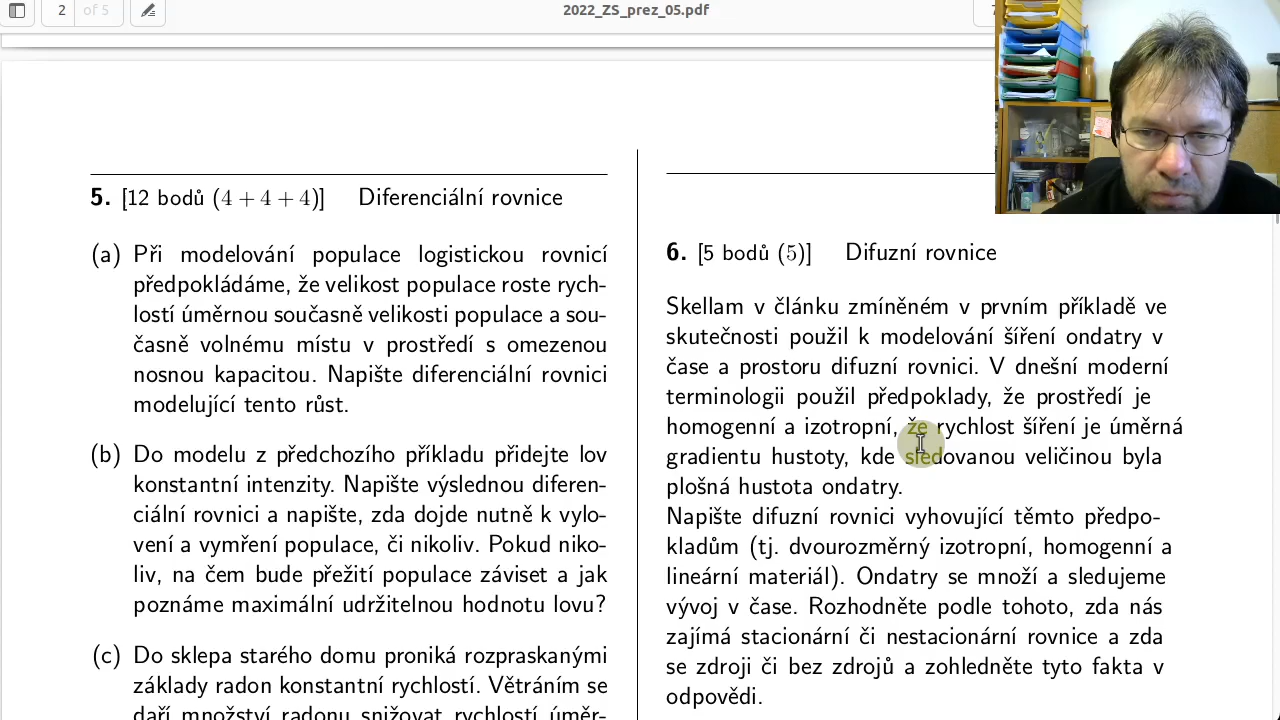 2
of 5
2022_ZS_prez_05.pdf
5. [12 bodů (4 + 4 + 4)] Diferenciální rovnice
(a) Při modelování populace logistickou rovnicí
předpokládáme, že velikost populace roste rych-
lostí úměrnou současně velikosti populace a sou-
časně volnému místu v prostředí s omezenou
nosnou kapacitou. Napište diferenciální rovnici
modelující tento růst.
(b) Do modelu z předchozího příkladu přidejte lov
konstantní intenzity. Napište výslednou diferen-
ciální rovnici a napište, zda dojde nutně k vylo-
vení a vymření populace, či nikoliv. Pokud niko-
liv, na čem bude přežití populace záviset a jak
poznáme maximální udržitelnou hodnotu lovu?
(c) Do sklepa starého domu proniká rozpraskanými
základy radon konstantní rychlostí. Větráním se
daří množství radonu snižovat rychlostí úměr-
6. [5 bodů (5)] Difuzní rovnice
Skellam v článku zmíněném v prvním příkladě ve
skutečnosti použil k modelování šíření ondatry v
čase a prostoru difuzní rovnici. V dnešní moderní
terminologii použil předpoklady, že prostředí je
homogenní a izotropní, že rychlost šíření je úměrná
gradientu hustoty, kde sledovanou veličinou byla
plošná hustota ondatry.
Napište difuzní rovnici vyhovující těmto předpo-
kladům (tj. dvourozměrný izotropní, homogenní a
lineární materiál). Ondatry se množí a sledujeme
vývoj v čase. Rozhodněte podle tohoto, zda nás
zajímá stacionární či nestacionární rovnice a zda
se zdroji či bez zdrojů a zohledněte tyto fakta v
odpovědi.